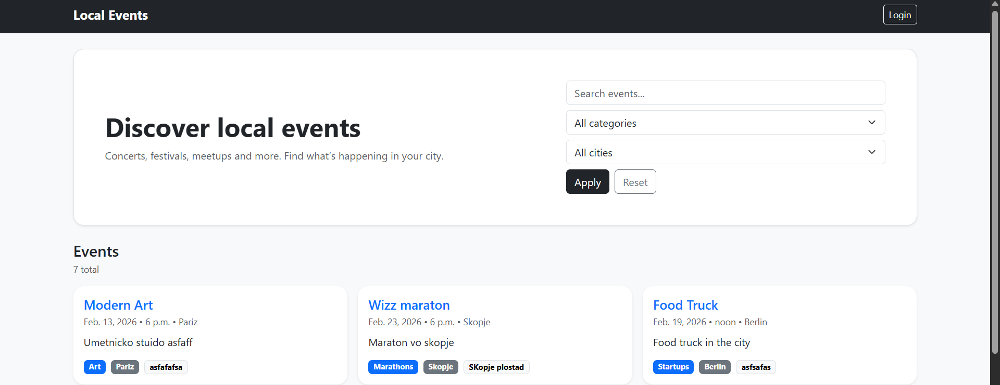 Local Events
Login
Discover local events
Concerts, festivals, meetups and more. Find what’s happening in your city.
Search events...
All categories
All cities
Apply Reset
Events
7 total
Modern Art
Feb. 13, 2026 • 6 p.m. • Pariz
Umetnicko stuido asfaff
Art Pariz asfafafsa
Wizz maraton
Feb. 23, 2026 • 6 p.m. • Skopje
Maraton vo skopje
Marathons Skopje SKopje plostad
Food Truck
Feb. 19, 2026 • noon • Berlin
Food truck in the city
Startups Berlin asfsafas